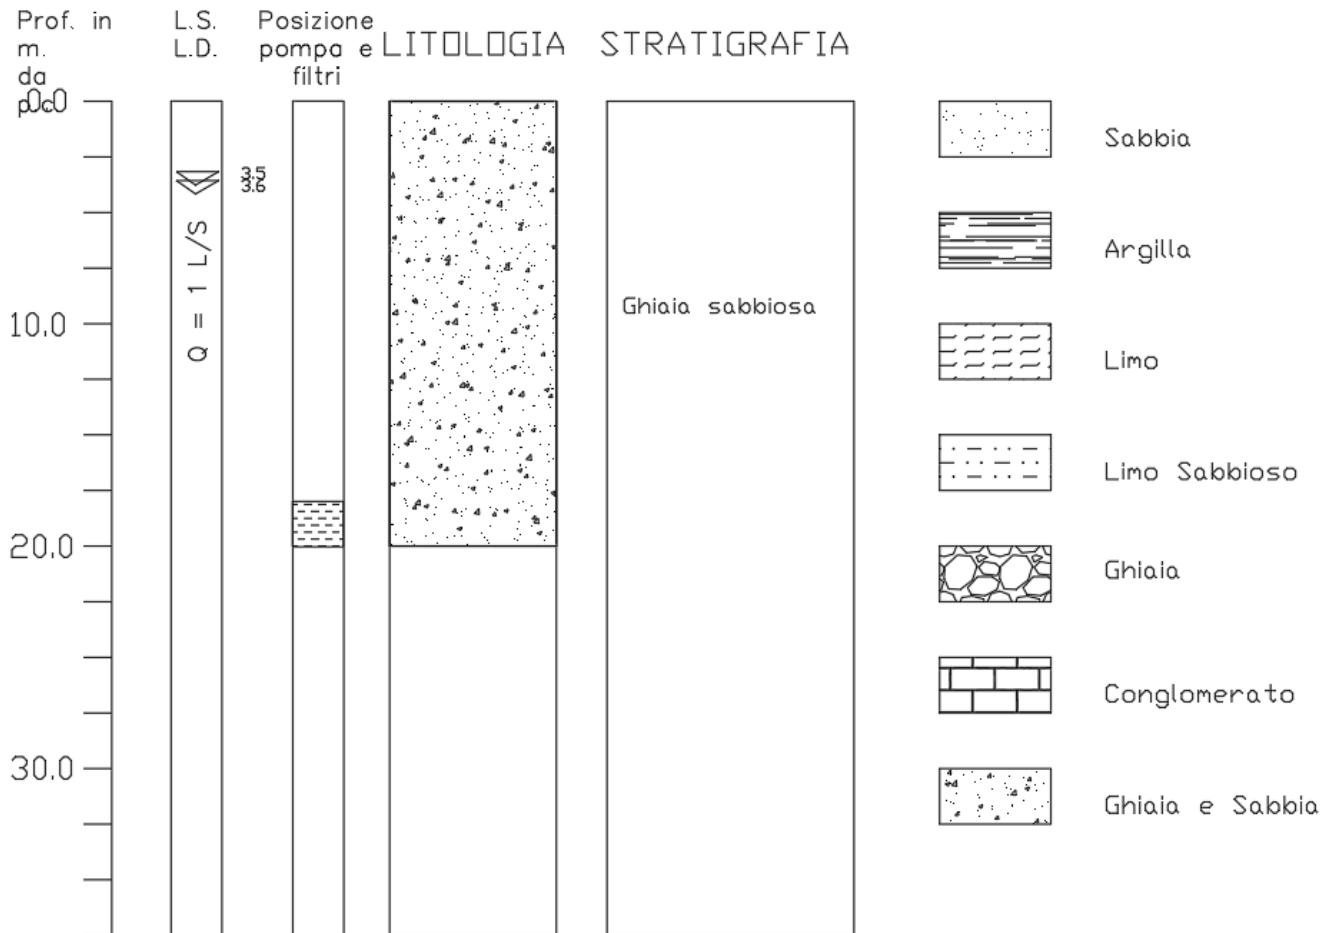 Prof. in
m.
da
p.c.
L.S.
L.D.
Posizione
pompa e
filtri
LITOLOGIA
STRATIGRAFIA
0.0
3.5
3.6
Q = 1 L/S
10.0
20.0
30.0
Ghiaia sabbiosa
Sabbia
Argilla
Limo
Limo Sabbioso
Ghiaia
Conglomerato
Ghiaia e Sabbia